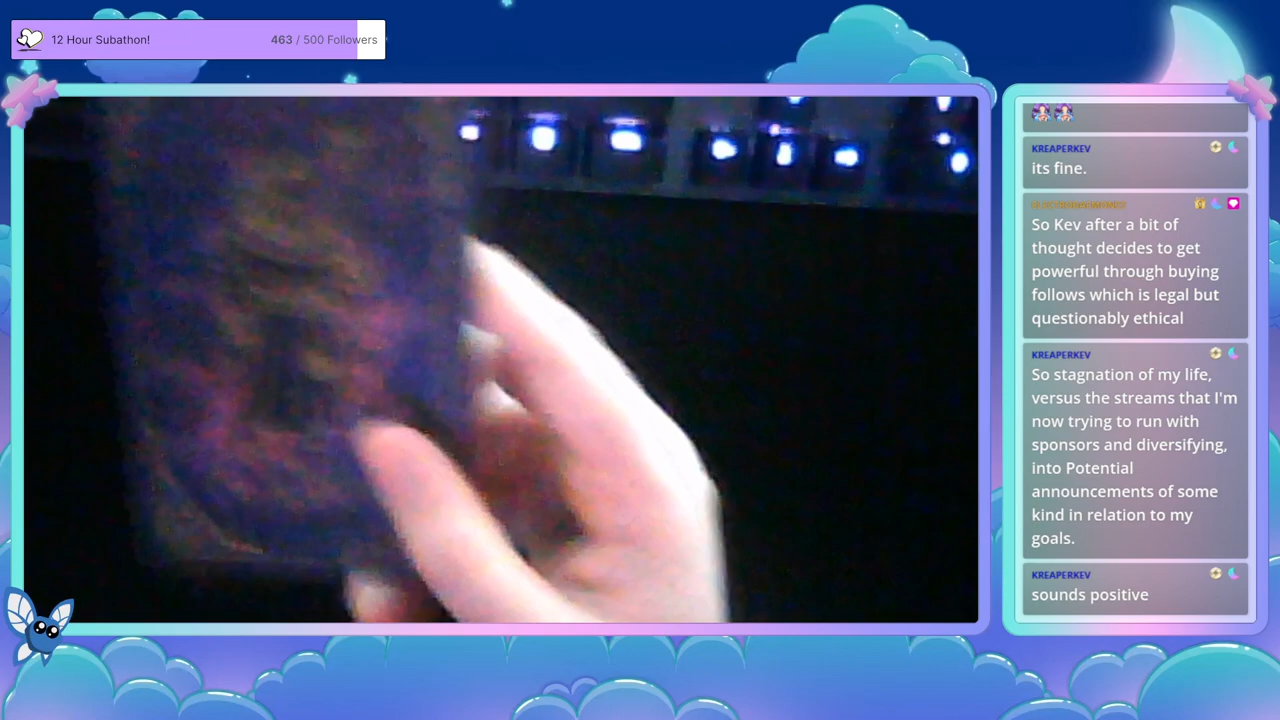 12 Hour Subathon!
463 / 500 Followers
KREAPERKEV
its fine.
So Kev after a bit of
thought decides to get
powerful through buying
follows which is legal but
questionably ethical
KREAPERKEV
So stagnation of my life,
versus the streams that I'm
now trying to run with
sponsors and diversifying,
into Potential
announcements of some
kind in relation to my
goals.
KREAPERKEV
sounds positive